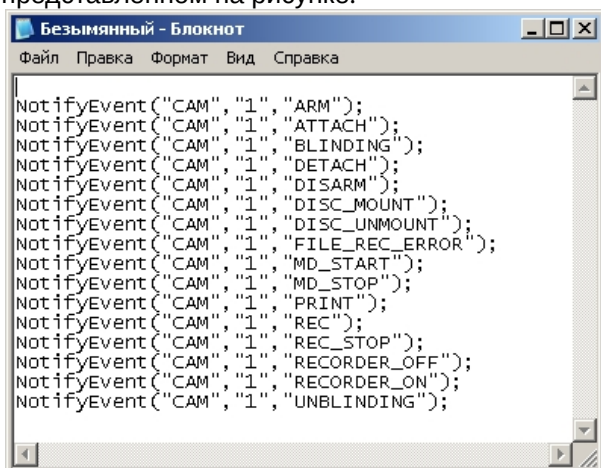 представленном на рисунке.
Безымянный - Блокнот
Файл Правка Формат Вид Справка
NotifyEvent("CAM","1","ARM");
NotifyEvent("CAM","1","ATTACH");
NotifyEvent("CAM","1","BLINDING");
NotifyEvent("CAM","1","DETACH");
NotifyEvent("CAM","1","DISARM");
NotifyEvent("CAM","1","DISC_MOUNT");
NotifyEvent("CAM","1","DISC_UNMOUNT");
NotifyEvent("CAM","1","FILE_REC_ERROR");
NotifyEvent("CAM","1","MD_START");
NotifyEvent("CAM","1","MD_STOP");
NotifyEvent("CAM","1","PRINT");
NotifyEvent("CAM","1","REC");
NotifyEvent("CAM","1","REC_STOP");
NotifyEvent("CAM","1","RECORDER_OFF");
NotifyEvent("CAM","1","RECORDER_ON");
NotifyEvent("CAM","1","UNBLINDING");